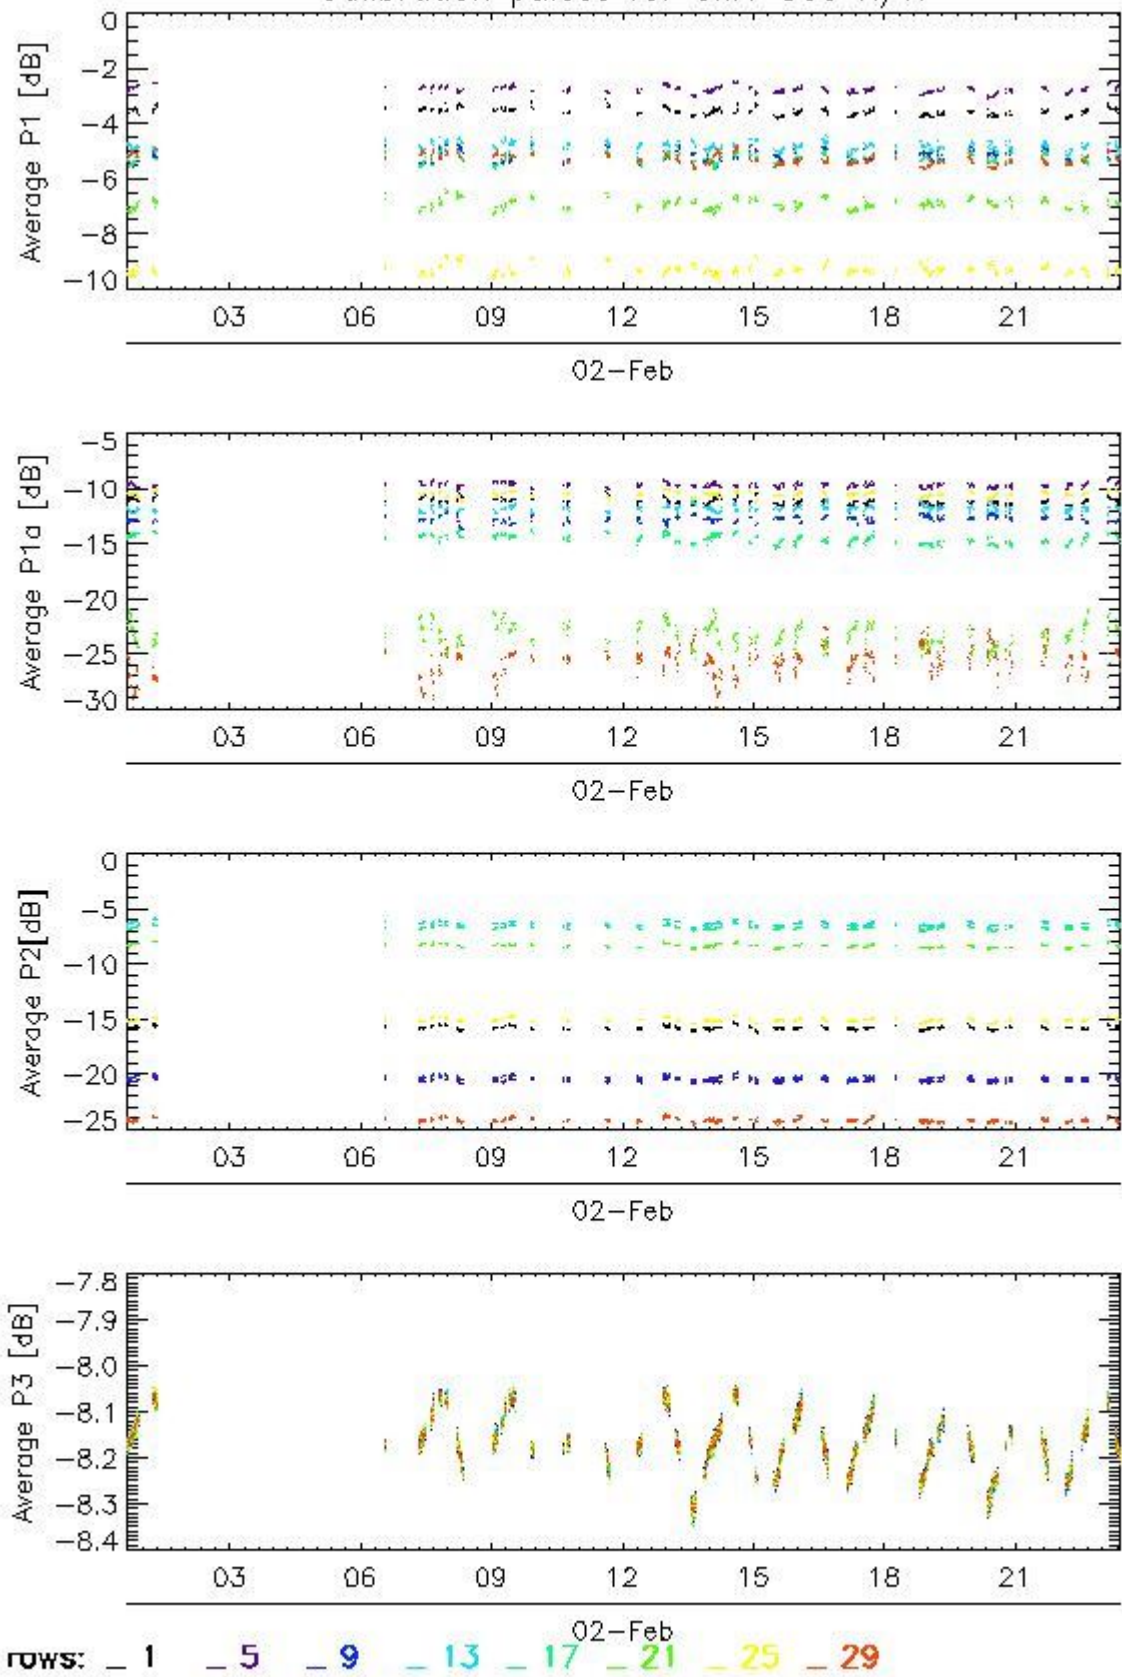 0
-2
-4
-6
-8
-10
Average P1 [dB]
03 06 09 12 15 18 21
02-Feb
-5
-10
-15
-20
-25
-30
Average P1a [dB]
03 06 09 12 15 18 21
02-Feb
0
-5
-10
-15
-20
-25
Average P2[dB]
03 06 09 12 15 18 21
02-Feb
-7.8
-7.9
-8.0
-8.1
-8.2
-8.3
-8.4
Average P3 [dB]
03 06 09 12 15 18 21
02-Feb
rows: _ 1 _ 5 _ 9 _ 13 _ 17 _ 21 _ 25 _ 29